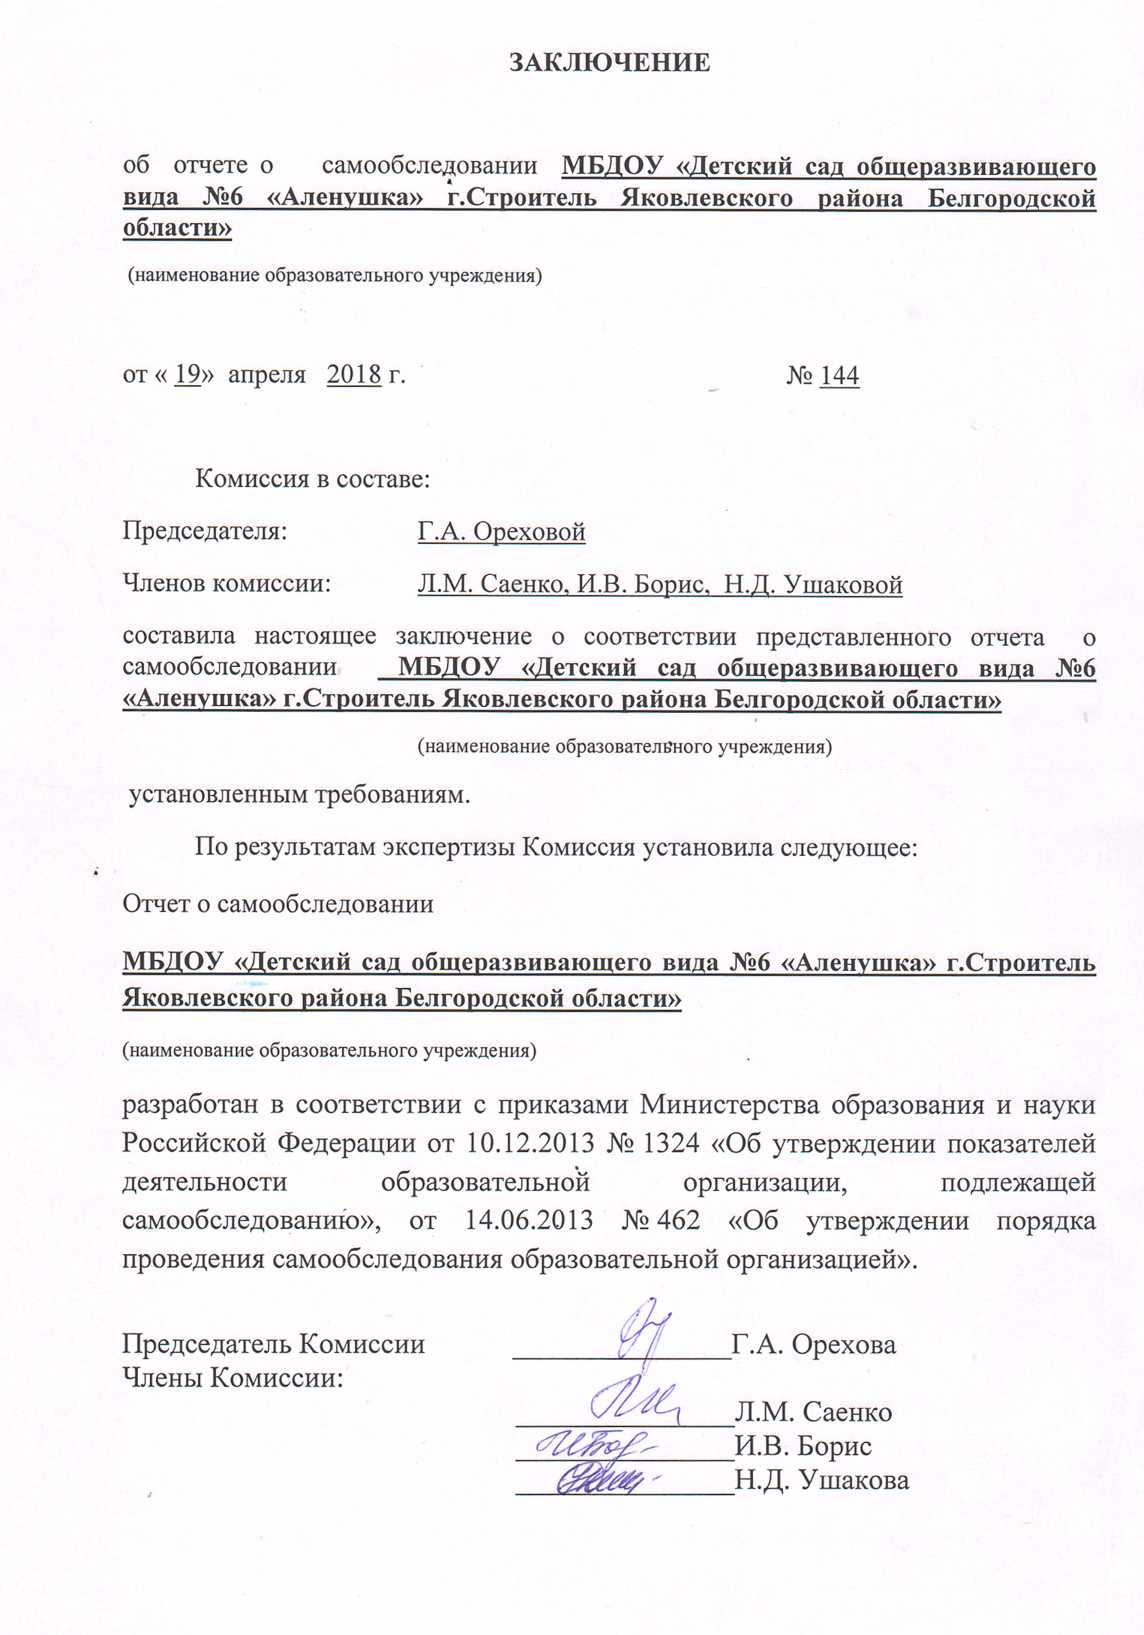 ЗАКЛЮЧЕНИЕ
об отчете о самообследовании МБДОУ «Детский сад общеразвивающего
вида №6 «Аленушка» г.Строитель Яковлевского района Белгородской
области»
(наименование образовательного учреждения)
от « 19» апреля 2018 г. № 144
Комиссия в составе:
Председателя: Г.А. Ореховой
Членов комиссии: Л.М. Саенко, И.В. Борис, Н.Д. Ушаковой
составила настоящее заключение о соответствии представленного отчета о
самообследовании МБДОУ «Детский сад общеразвивающего вида №6
«Аленушка» г.Строитель Яковлевского района Белгородской области»
(наименование образовательного учреждения)
установленным требованиям.
По результатам экспертизы Комиссия установила следующее:
Отчет о самообследовании
МБДОУ «Детский сад общеразвивающего вида №6 «Аленушка» г.Строитель
Яковлевского района Белгородской области»
(наименование образовательного учреждения)
разработан в соответствии с приказами Министерства образования и науки
Российской Федерации от 10.12.2013 № 1324 «Об утверждении показателей
деятельности образовательной организации, подлежащей
самообследованию», от 14.06.2013 № 462 «Об утверждении порядка
проведения самообследования образовательной организацией».
Председатель Комиссии Г.А. Орехова
Члены Комиссии:
Л.М. Саенко
И.В. Борис
Н.Д. Ушакова